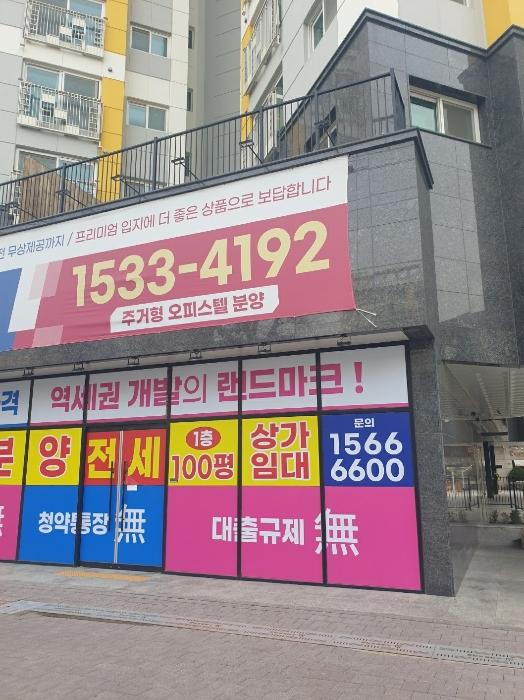 전 무상제공까지 / 프리미엄 입지에 더 좋은 상품으로 보답합니다
1533-4192
주거형 오피스텔 분양
격 역세권 개발의 랜드마크 !
분양 전세
1층
100평
상가
임대
문의
1566
6600
청약통장 無
대출규제 無